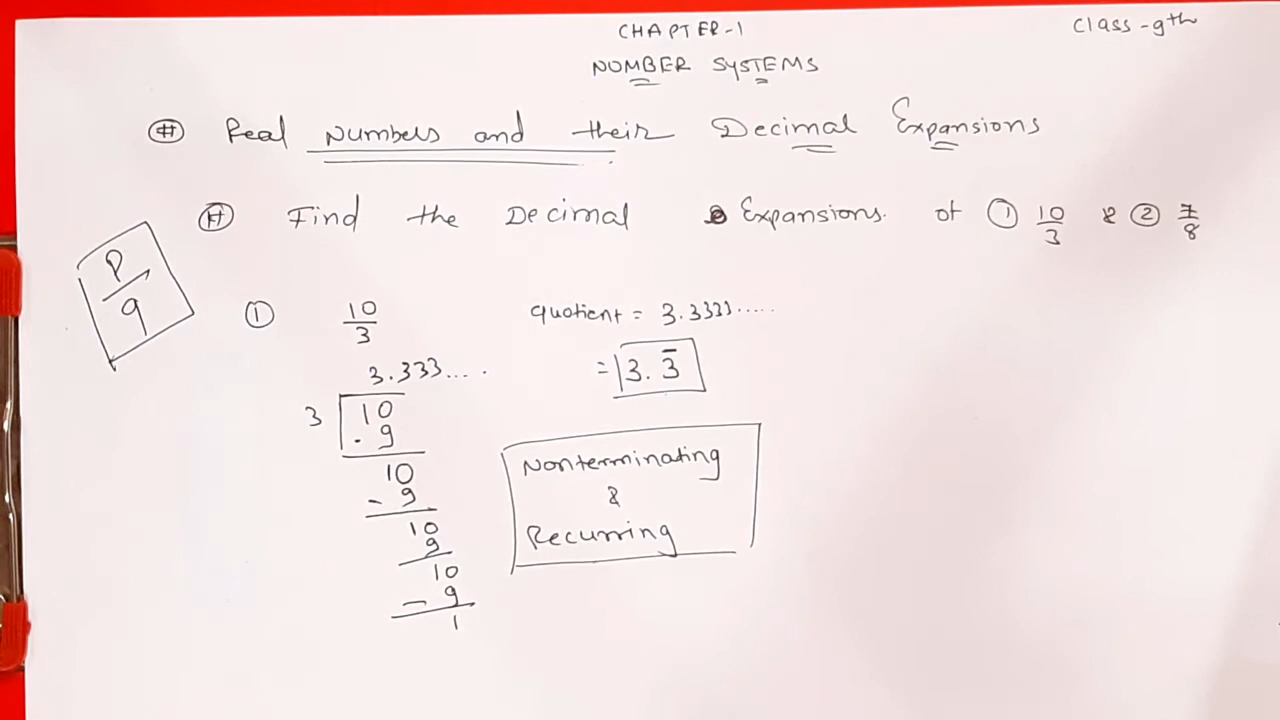 CHAPTER-1
Class-9th
NUMBER SYSTEMS
# Real Numbers and their Decimal Expansions
# Find the Decimal Expansions. of ① 10/3 & ② 7/8
P/q
① 10/3
quotient = 3.3333.....
= 3.3̅
3.333.....
3 10
- 9
10
- 9
10
9
10
- 9
1
Nonterminating
&
Recurring